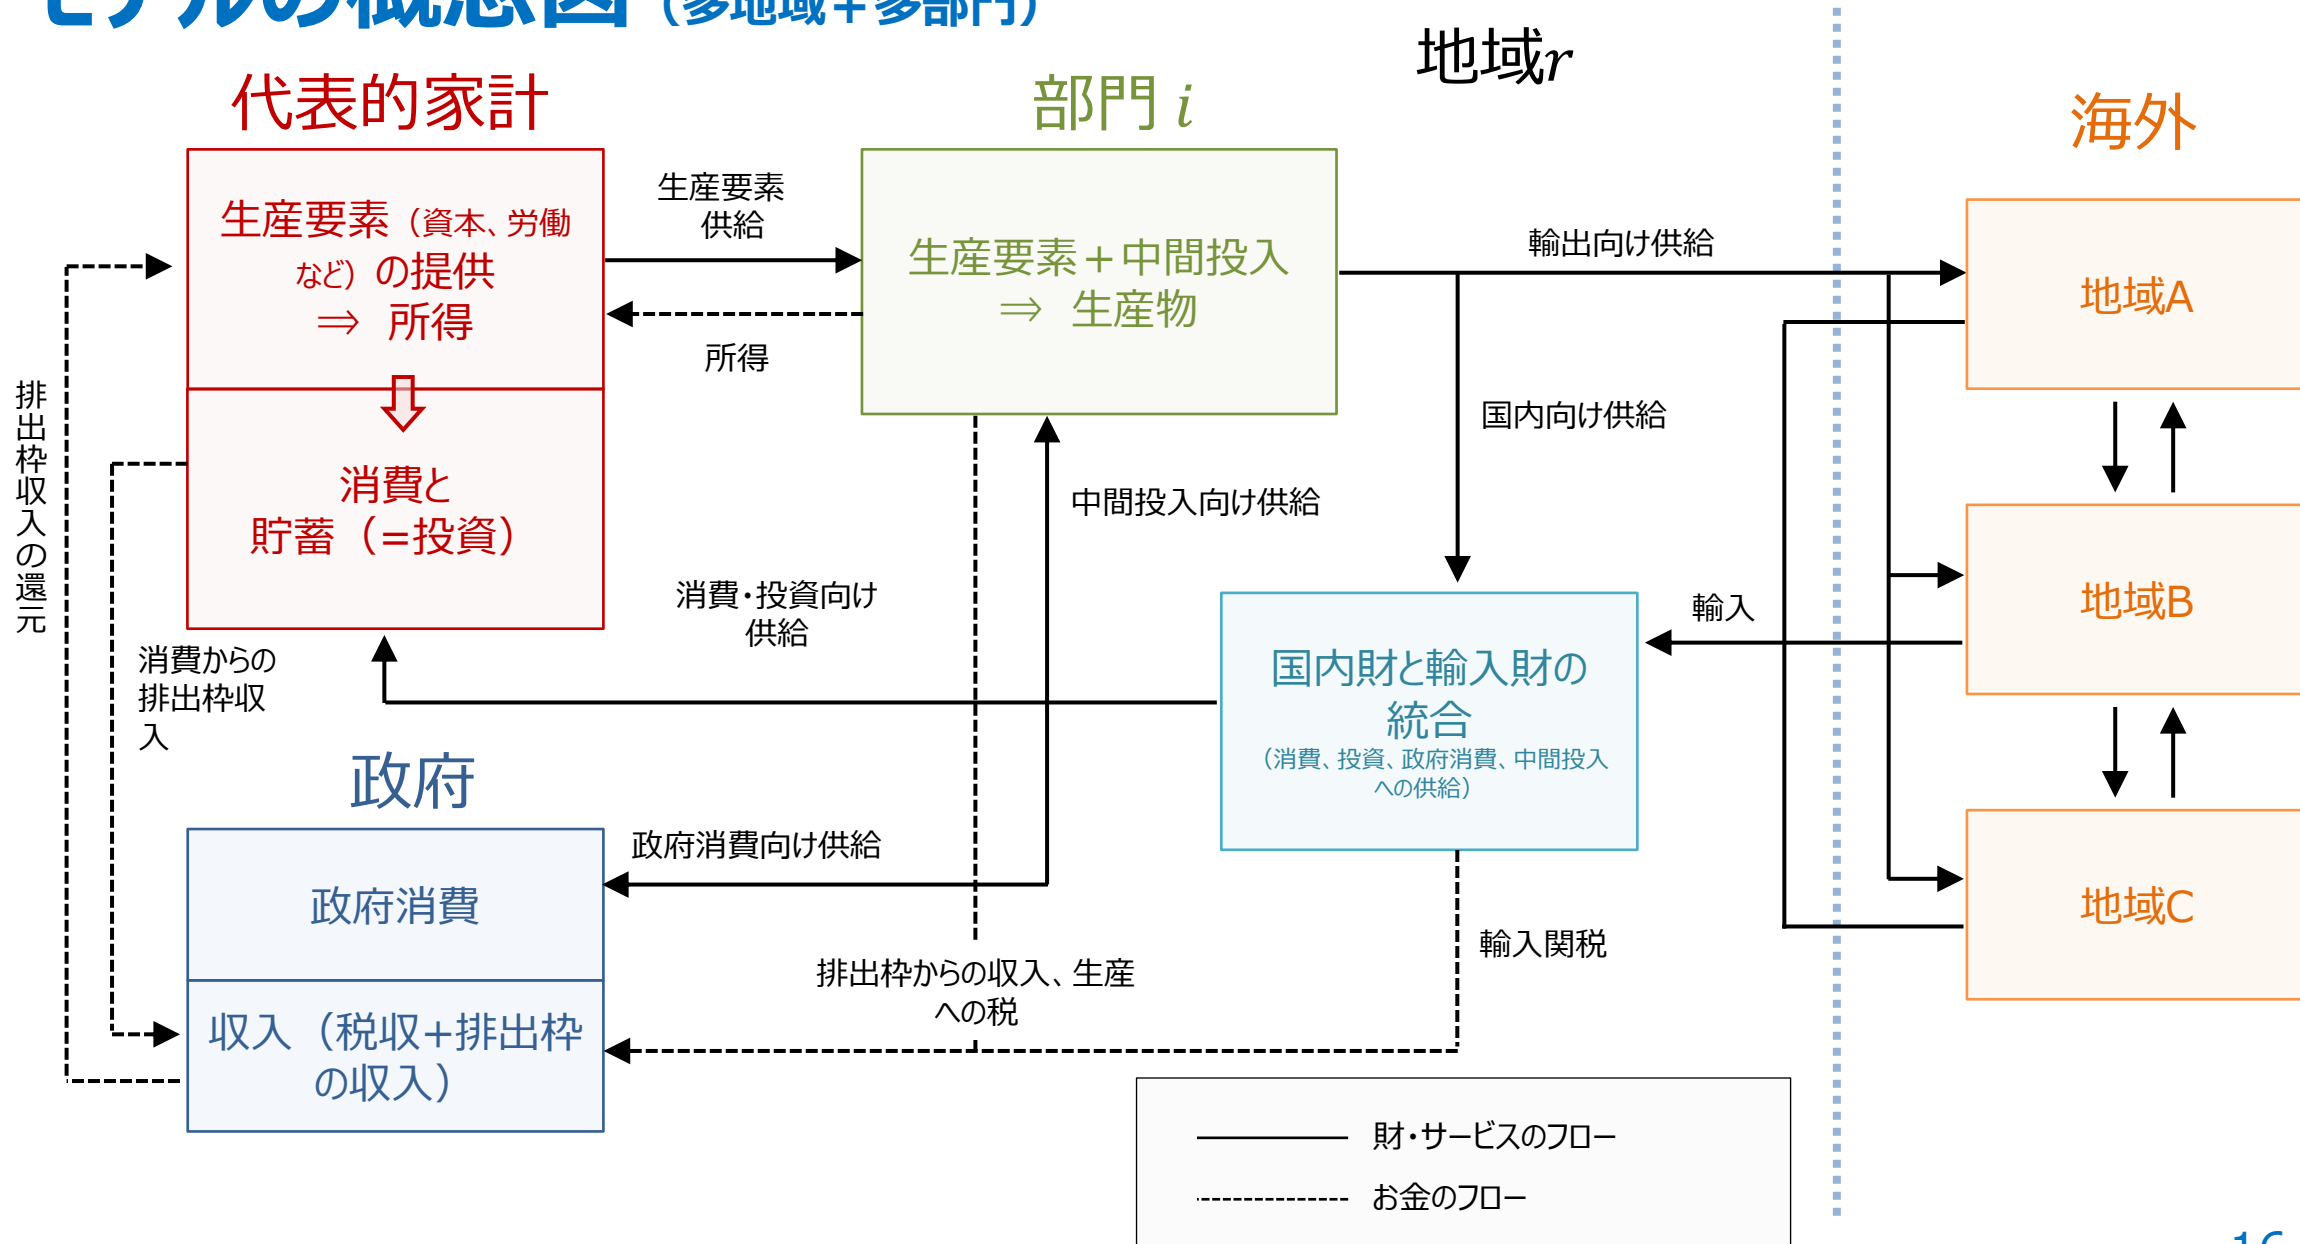 モデルの概念図（多地域＋多部門）
地域r
代表的家計
部門 i
海外
生産要素（資本、労働
など）の提供
⇒ 所得
消費と
貯蓄（=投資）
生産要素
供給
所得
生産要素＋中間投入
⇒ 生産物
輸出向け供給
国内向け供給
中間投入向け供給
消費・投資向け
供給
地域A
地域B
地域C
輸入
国内財と輸入財の
統合
（消費、投資、政府消費、中間投入
への供給）
排出枠収入の還元
消費からの
排出枠収
入
政府
政府消費
収入（税収+排出枠
の収入）
政府消費向け供給
排出枠からの収入、生産
への税
輸入関税
財・サービスのフロー
お金のフロー
16